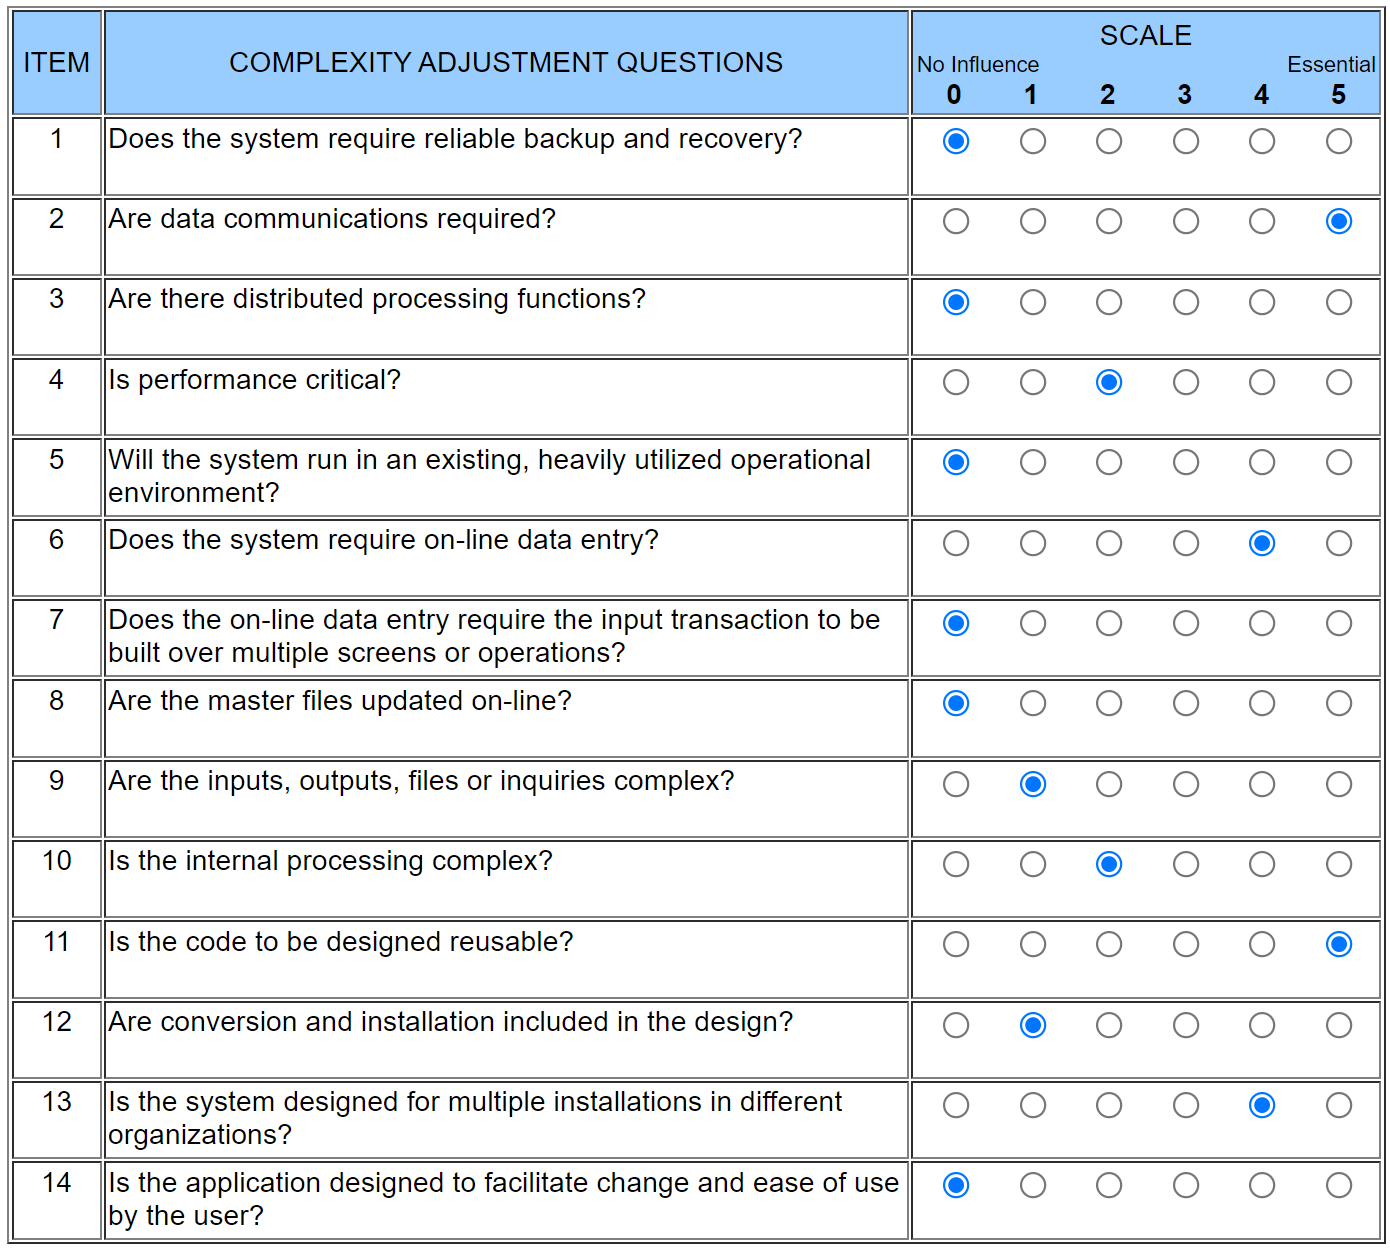 ITEM
COMPLEXITY ADJUSTMENT QUESTIONS
SCALE
No Influence Essential
0 1 2 3 4 5
1 Does the system require reliable backup and recovery?
2 Are data communications required?
3 Are there distributed processing functions?
4 Is performance critical?
5 Will the system run in an existing, heavily utilized operational
environment?
6 Does the system require on-line data entry?
7 Does the on-line data entry require the input transaction to be
built over multiple screens or operations?
8 Are the master files updated on-line?
9 Are the inputs, outputs, files or inquiries complex?
10 Is the internal processing complex?
11 Is the code to be designed reusable?
12 Are conversion and installation included in the design?
13 Is the system designed for multiple installations in different
organizations?
14 Is the application designed to facilitate change and ease of use
by the user?